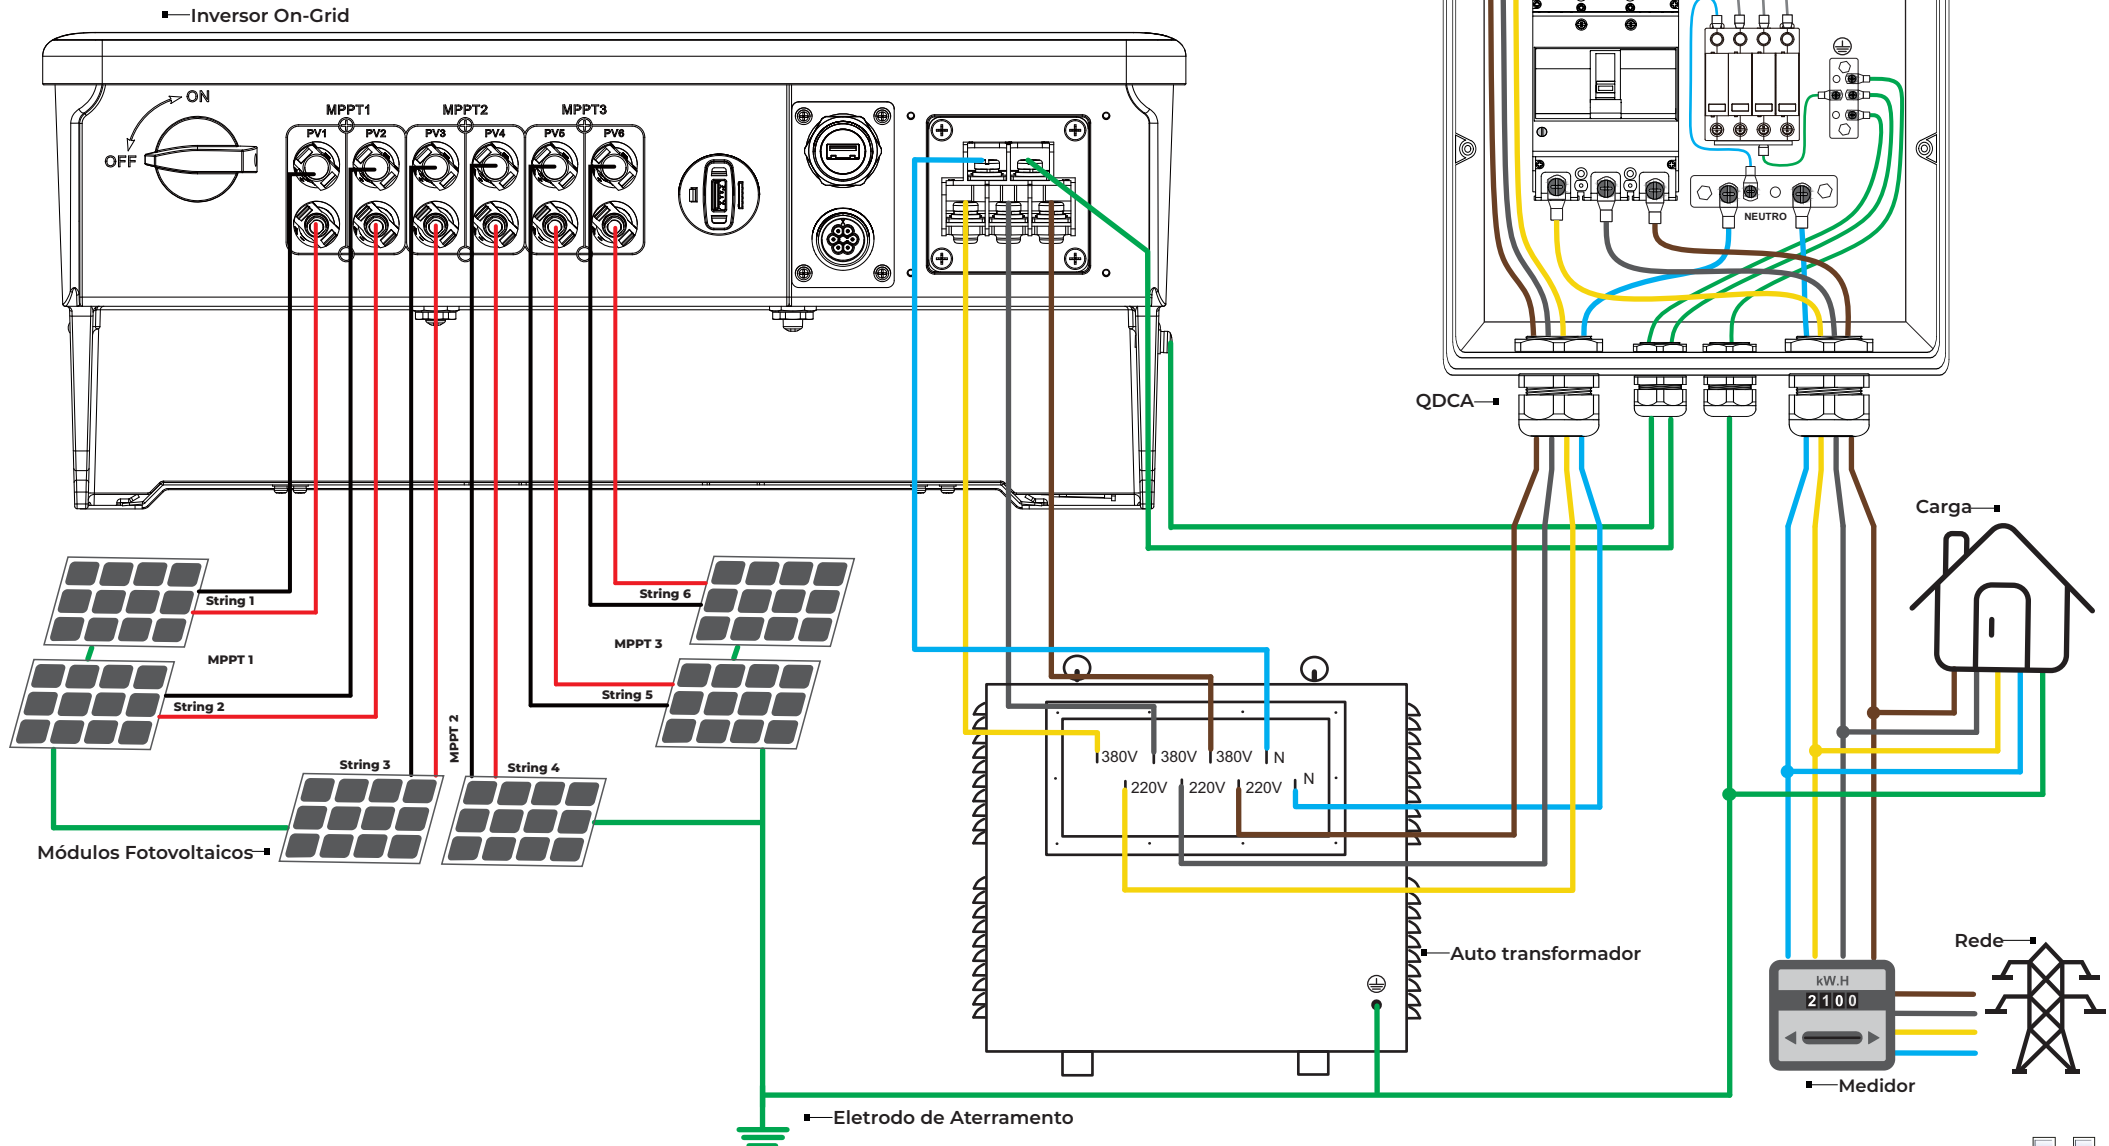 Inversor On-Grid
ON
OFF
MPPT1
MPPT2
MPPT3
PV1
PV2
PV3
PV4
PV5
PV6
NEUTRO
QDCA
Carga
String 1
MPPT 1
String 2
String 6
MPPT 3
String 5
MPPT 2
String 3
String 4
Módulos Fotovoltaicos
380V 380V 380V N
220V 220V 220V N
Auto transformador
Rede
kW.H
2100
Medidor
Eletrodo de Aterramento